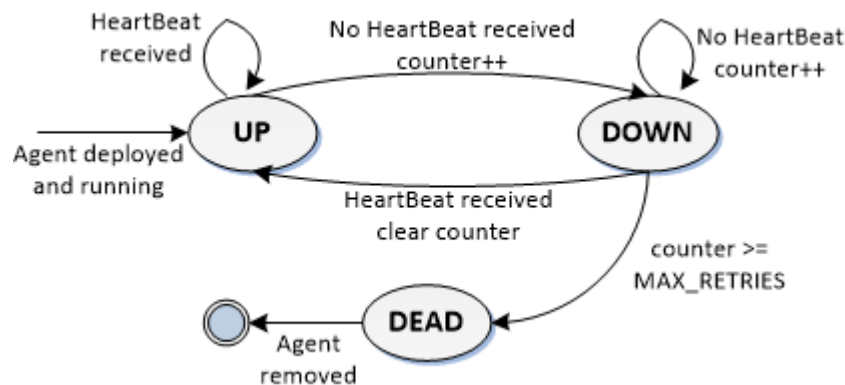 HeartBeat
received
No HeartBeat received
counter++
No HeartBeat
counter++
UP
DOWN
Agent deployed
and running
HeartBeat received
clear counter
counter >=
MAX_RETRIES
DEAD
Agent
removed